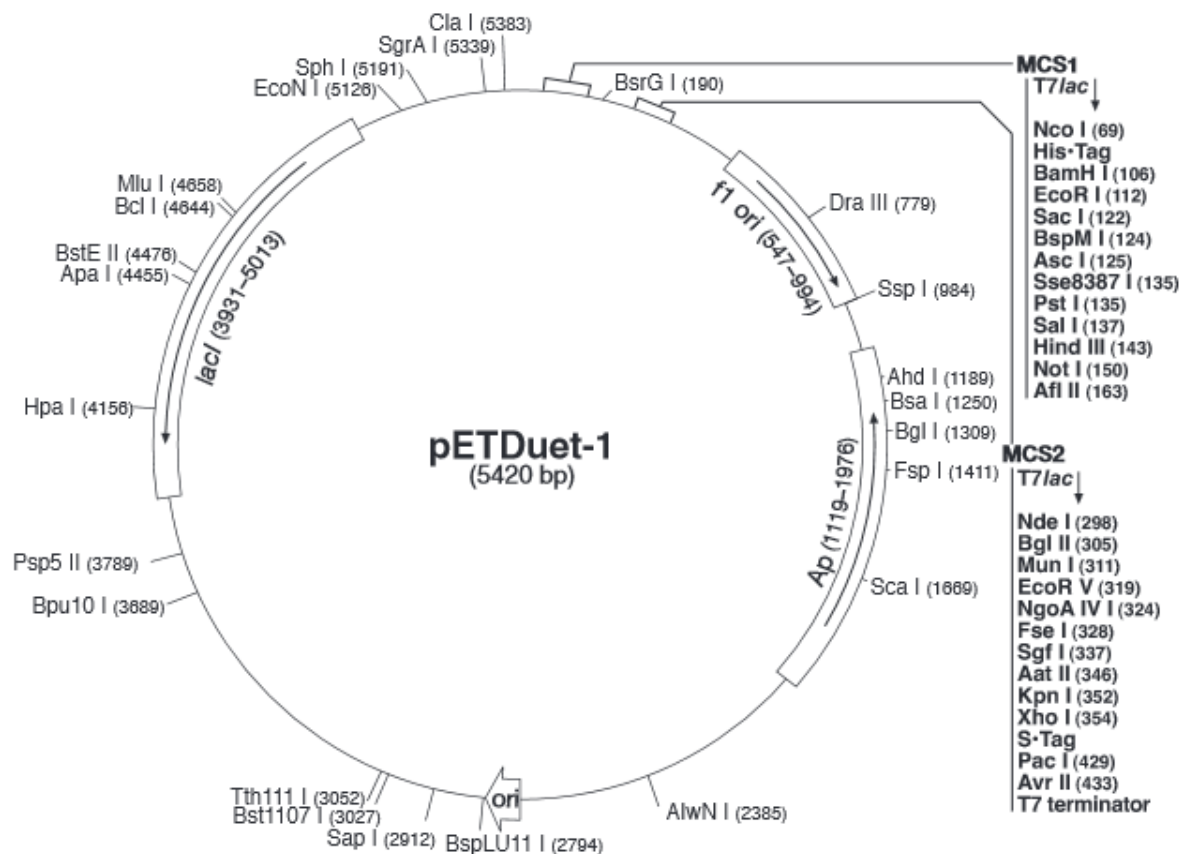 Cla I (5383)
SgrA I (5339)
Sph I (5191)
EcoN I (5126)
Mlu I (4658)
Bcl I (4644)
BstE II (4476)
Apa I (4455)
Hpa I (4156)
Psp5 II (3789)
Bpu10 I (3689)
Tth111 I (3052)
Bst1107 I (3027)
Sap I (2912)
BspLU11 I (2794)
AlwN I (2385)
Sca I (1669)
Fsp I (1411)
Bgl I (1309)
Bsa I (1250)
Ahd I (1189)
Ssp I (984)
Dra III (779)
BsrG I (190)
lacI (3931–5013)
f1 ori (547–994)
Ap (1119–1976)
ori
pETDuet-1
(5420 bp)
MCS1
T7lac
Nco I (69)
His•Tag
BamH I (106)
EcoR I (112)
Sac I (122)
BspM I (124)
Asc I (125)
Sse8387 I (135)
Pst I (135)
Sal I (137)
Hind III (143)
Not I (150)
Afl II (163)
MCS2
T7lac
Nde I (298)
Bgl II (305)
Mun I (311)
EcoR V (319)
NgoA IV I (324)
Fse I (328)
Sgf I (337)
Aat II (346)
Kpn I (352)
Xho I (354)
S•Tag
Pac I (429)
Avr II (433)
T7 terminator